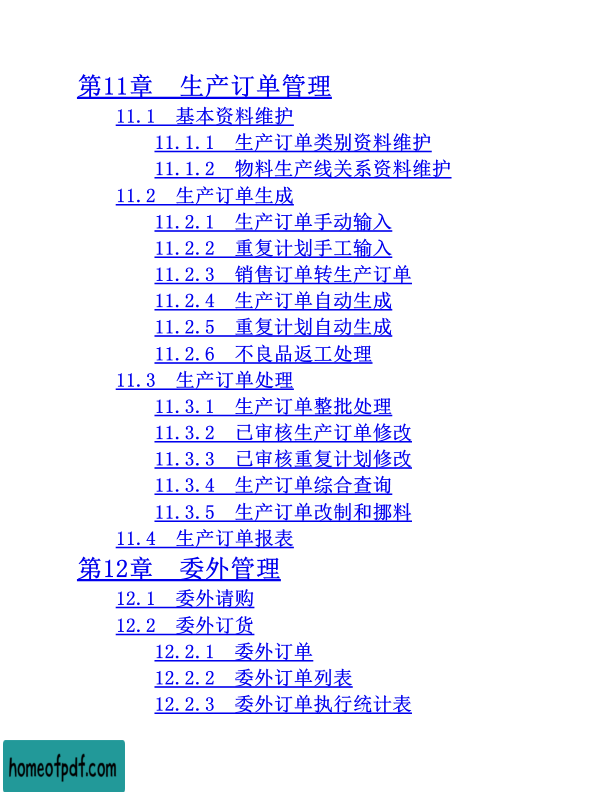 第11章　生产订单管理
11.1　基本资料维护
11.1.1　生产订单类别资料维护
11.1.2　物料生产线关系资料维护
11.2　生产订单生成
11.2.1　生产订单手动输入
11.2.2　重复计划手工输入
11.2.3　销售订单转生产订单
11.2.4　生产订单自动生成
11.2.5　重复计划自动生成
11.2.6　不良品返工处理
11.3　生产订单处理
11.3.1　生产订单整批处理
11.3.2　已审核生产订单修改
11.3.3　已审核重复计划修改
11.3.4　生产订单综合查询
11.3.5　生产订单改制和挪料
11.4　生产订单报表
第12章　委外管理
12.1　委外请购
12.2　委外订货
12.2.1　委外订单
12.2.2　委外订单列表
12.2.3　委外订单执行统计表
homeofpdf.com